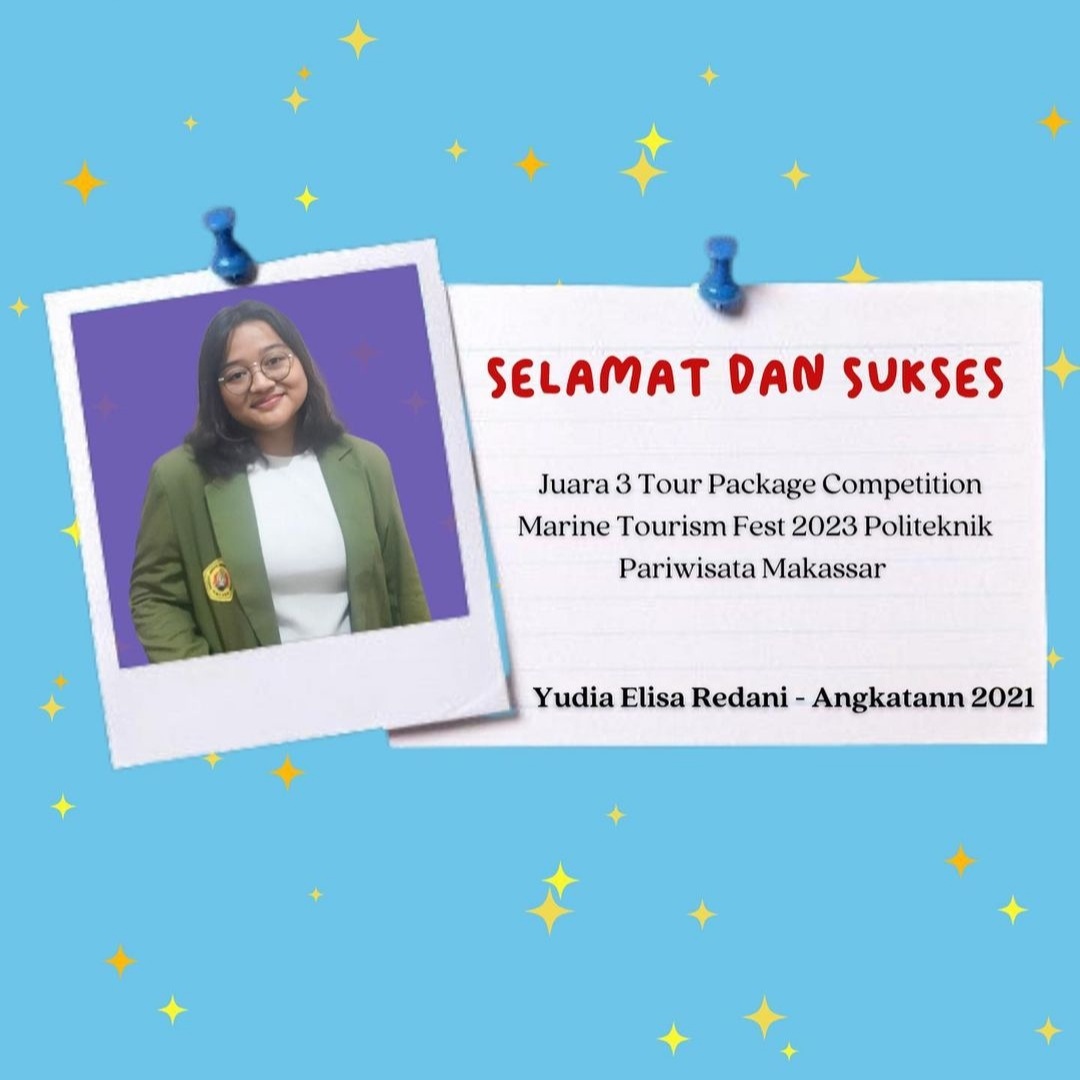 SELAMAT DAN SUKSES
Juara 3 Tour Package Competition
Marine Tourism Fest 2023 Politeknik
Pariwisata Makassar
Yudia Elisa Redani - Angkatann 2021